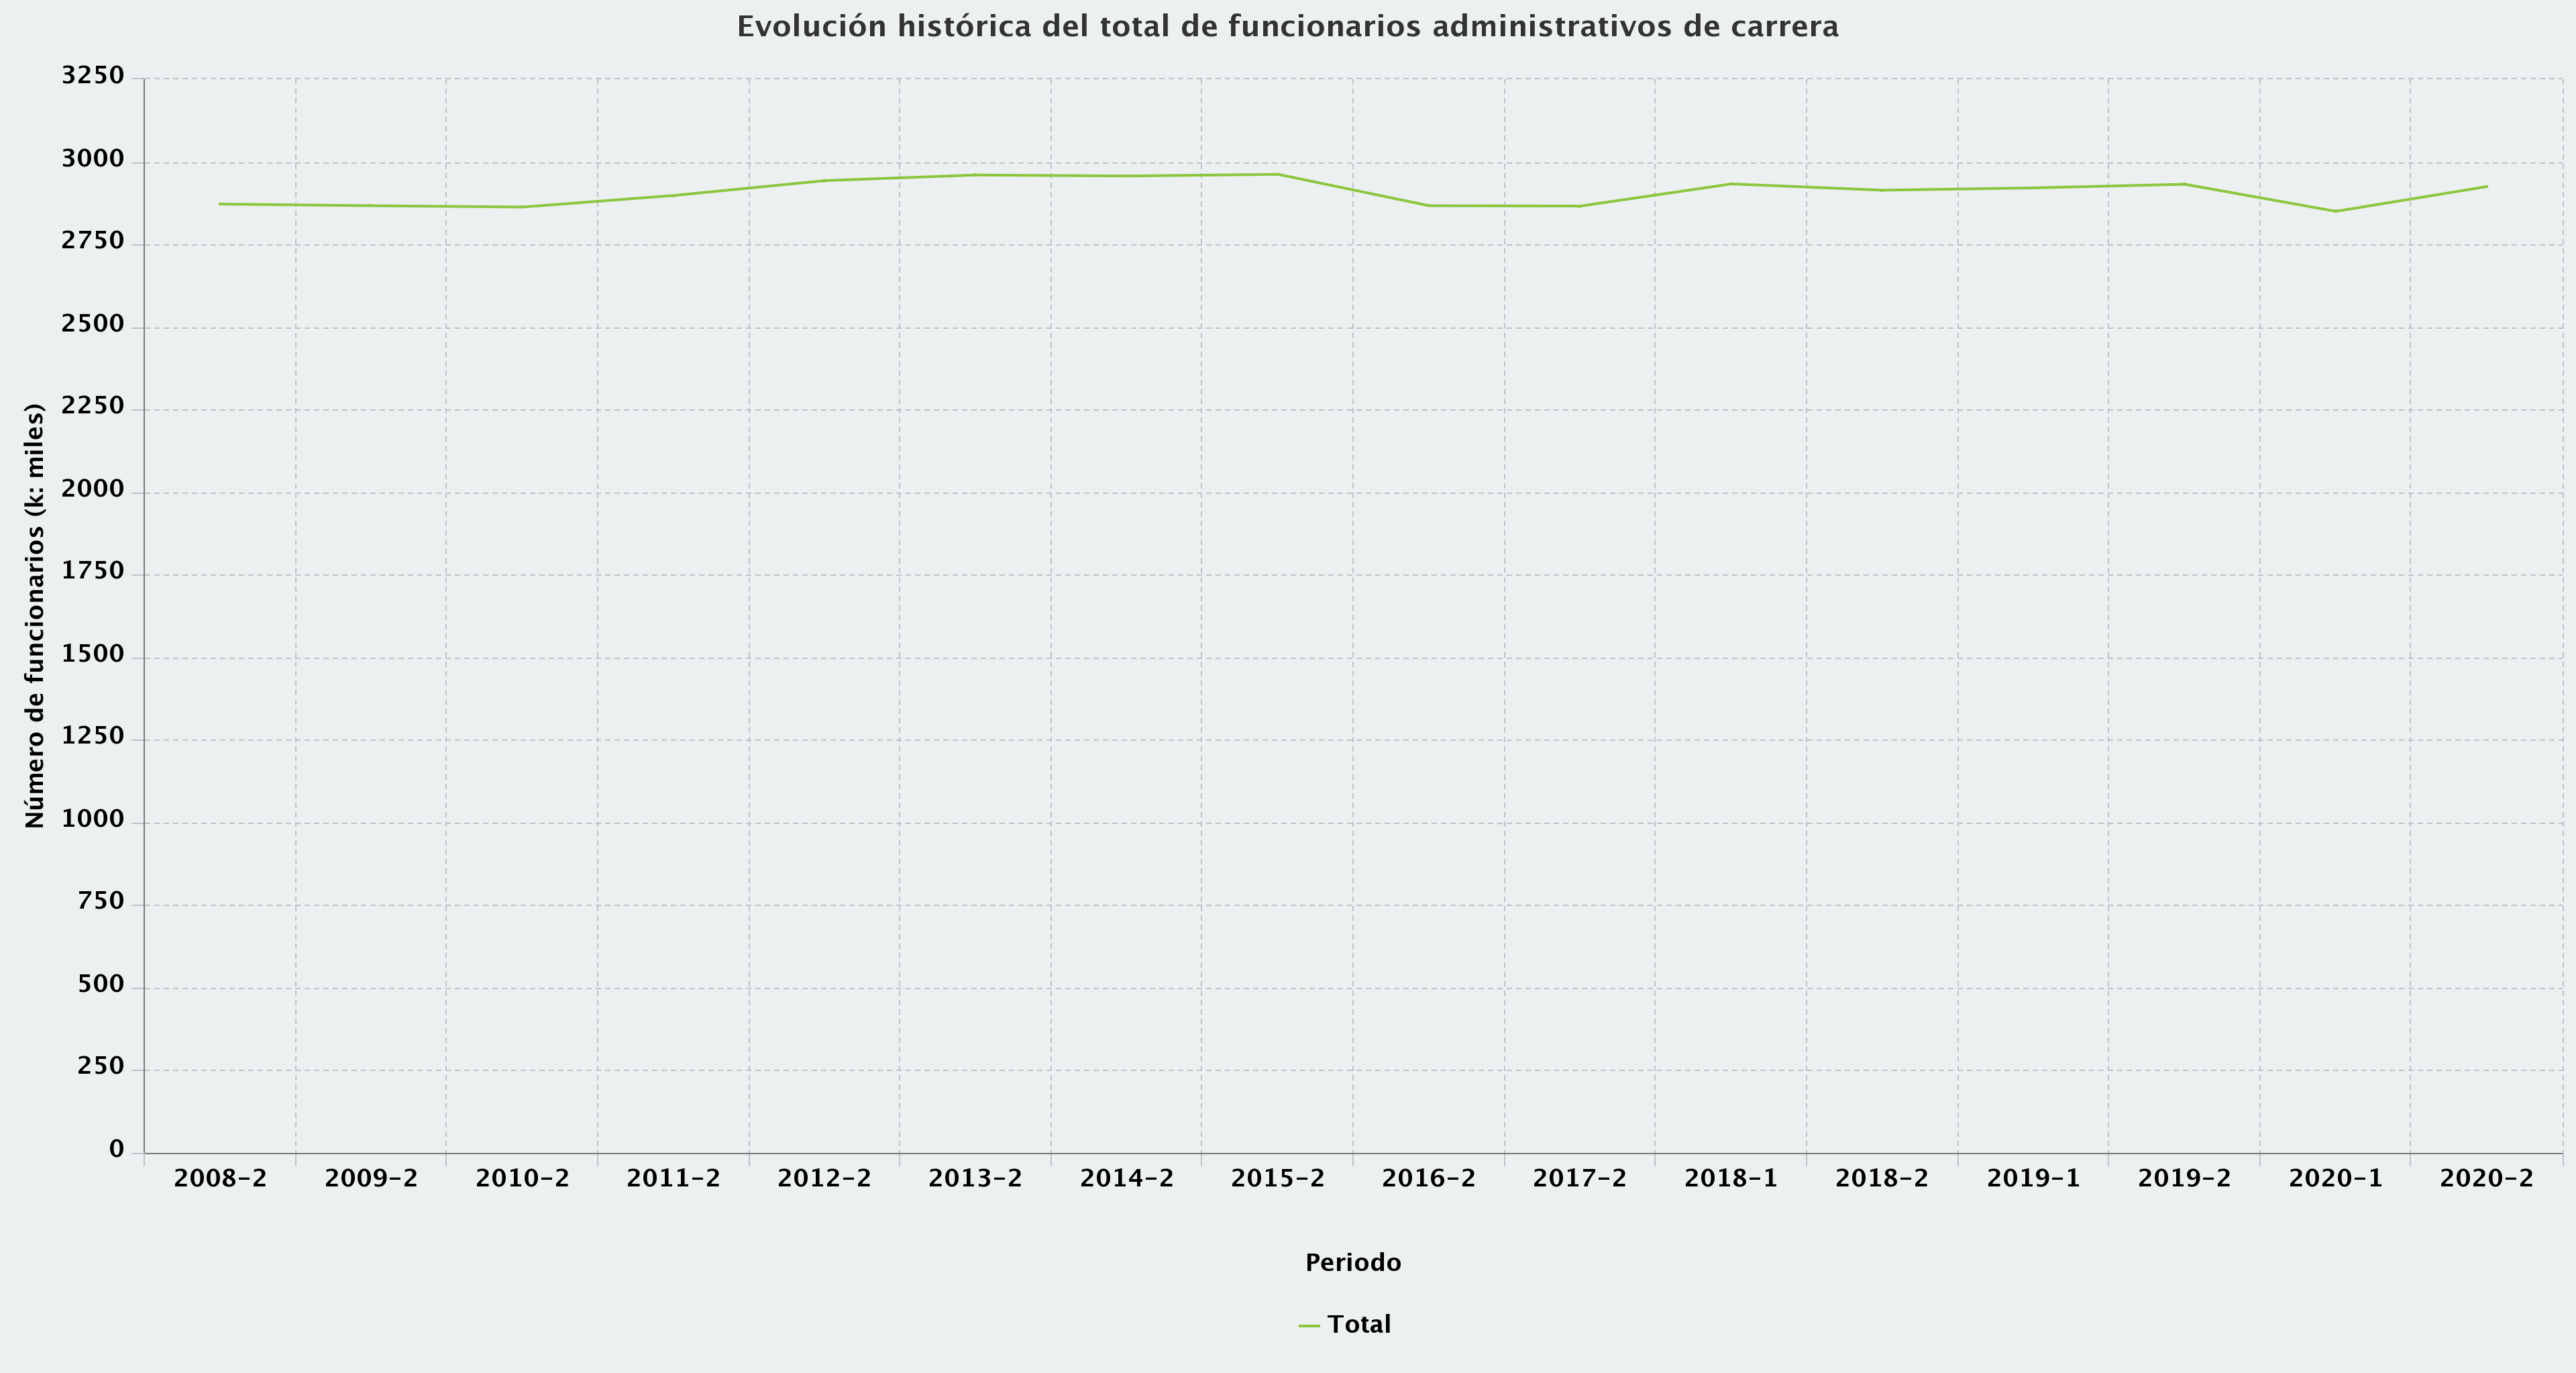 Evolución histórica del total de funcionarios administrativos de carrera
3250
3000
2750
2500
2250
2000
1750
1500
1250
1000
750
500
250
0
Número de funcionarios (k: miles)
2008-2 2009-2 2010-2 2011-2 2012-2 2013-2 2014-2 2015-2 2016-2 2017-2 2018-1 2018-2 2019-1 2019-2 2020-1 2020-2
Periodo
Total